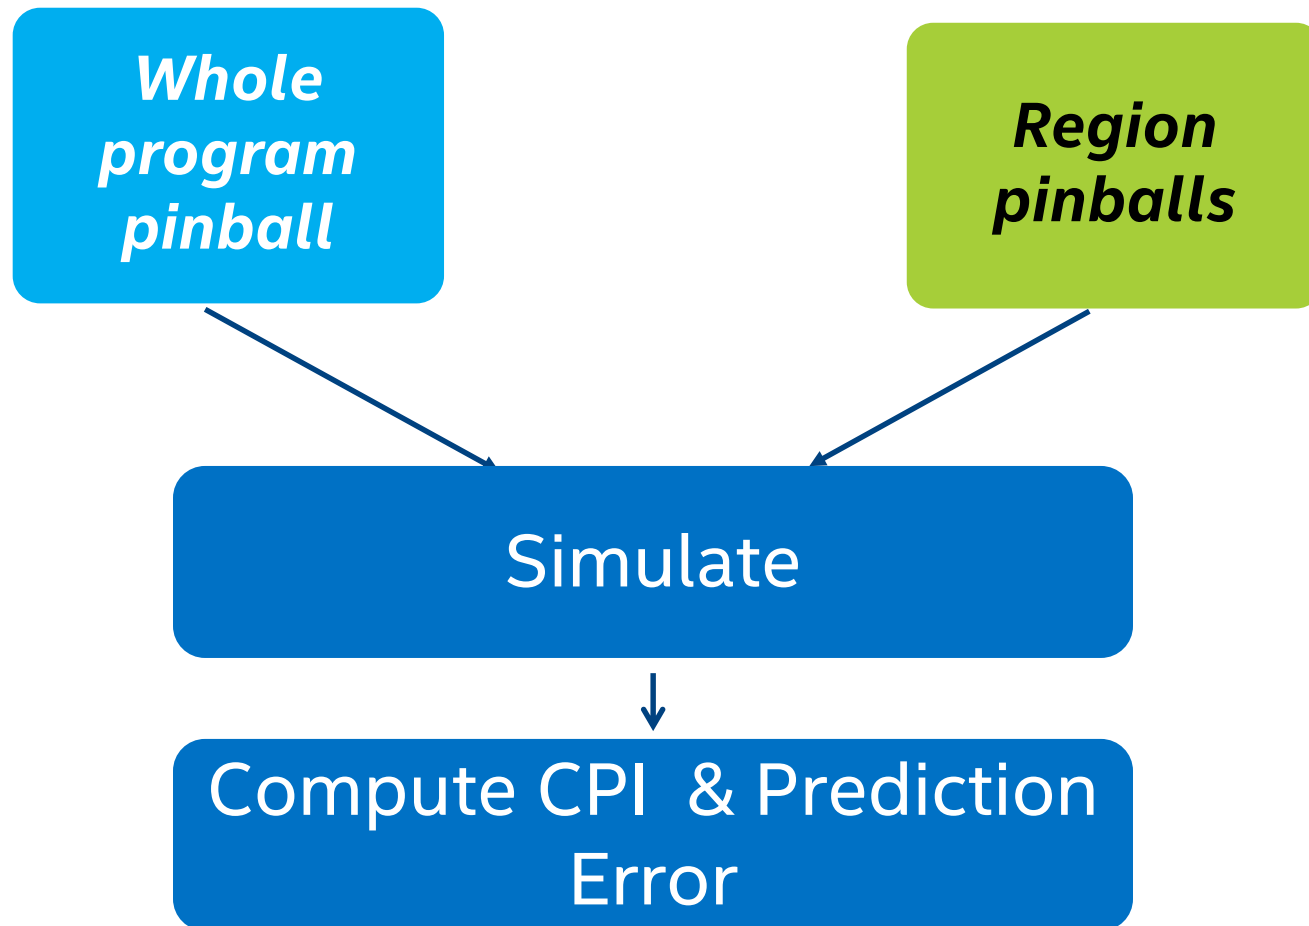 Whole
program
pinball
Region
pinballs
Simulate
Compute CPI & Prediction
Error